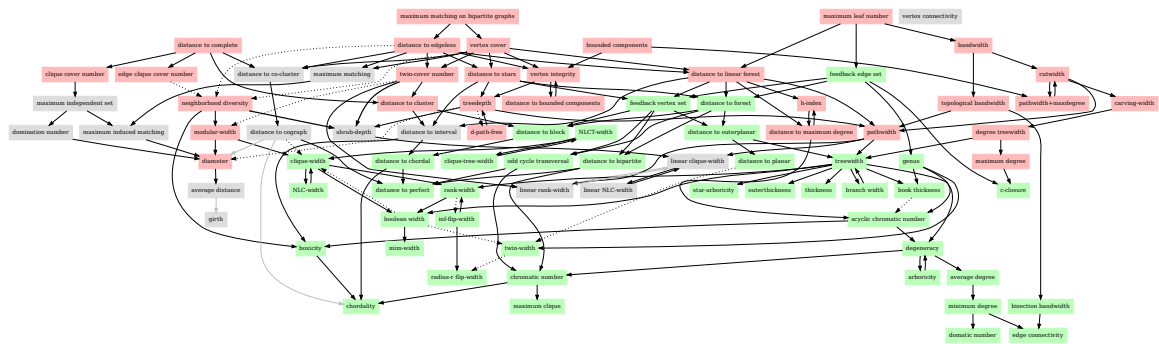 maximum matching on bipartite graphs
maximum leaf number
vertex connectivity
distance to complete
distance to edgeless
vertex cover
bounded components
bandwidth
clique cover number
edge clique cover number
distance to co-cluster
maximum matching
twin-cover number
distance to stars
vertex integrity
distance to linear forest
feedback edge set
cutwidth
maximum independent set
neighborhood diversity
distance to cluster
treedepth
distance to bounded components
feedback vertex set
distance to forest
h-index
topological bandwidth
pathwidth+maxdegree
carving-width
domination number
maximum induced matching
modular-width
distance to cograph
shrub-depth
distance to interval
d-path-free
distance to block
NLCT-width
distance to outerplanar
distance to maximum degree
pathwidth
degree treewidth
diameter
clique-width
distance to chordal
clique-tree-width
odd cycle transversal
distance to bipartite
linear clique-width
distance to planar
treewidth
genus
maximum degree
average distance
NLC-width
distance to perfect
rank-width
linear rank-width
linear NLC-width
star-arboricity
outerthickness
thickness
branch width
book thickness
c-closure
girth
boolean width
inf-flip-width
acyclic chromatic number
boxicity
mim-width
twin-width
degeneracy
radius-r flip-width
chromatic number
arboricity
average degree
chordality
maximum clique
minimum degree
bisection bandwidth
domatic number
edge connectivity